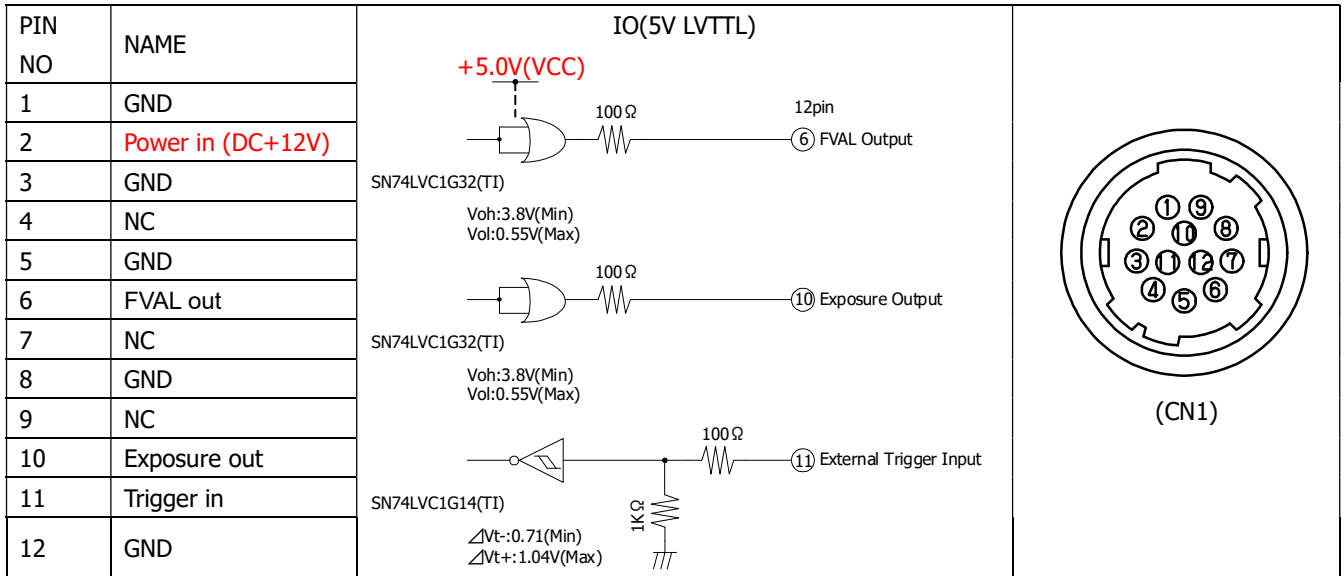 PIN NO NAME IO(5V LVTTL)
1 GND
2 Power in (DC+12V)
3 GND
4 NC
5 GND
6 FVAL out
7 NC
8 GND
9 NC
10 Exposure out
11 Trigger in
12 GND
+5.0V(VCC)
100Ω
12pin
6 FVAL Output
SN74LVC1G32(TI)
Voh:3.8V(Min)
Vol:0.55V(Max)
100Ω
10 Exposure Output
SN74LVC1G32(TI)
Voh:3.8V(Min)
Vol:0.55V(Max)
100Ω
11 External Trigger Input
SN74LVC1G14(TI)
1KΩ
⊿Vt-:0.71(Min)
⊿Vt+:1.04V(Max)
1 9
2 10 8
3 11 12 7
4 5 6
(CN1)